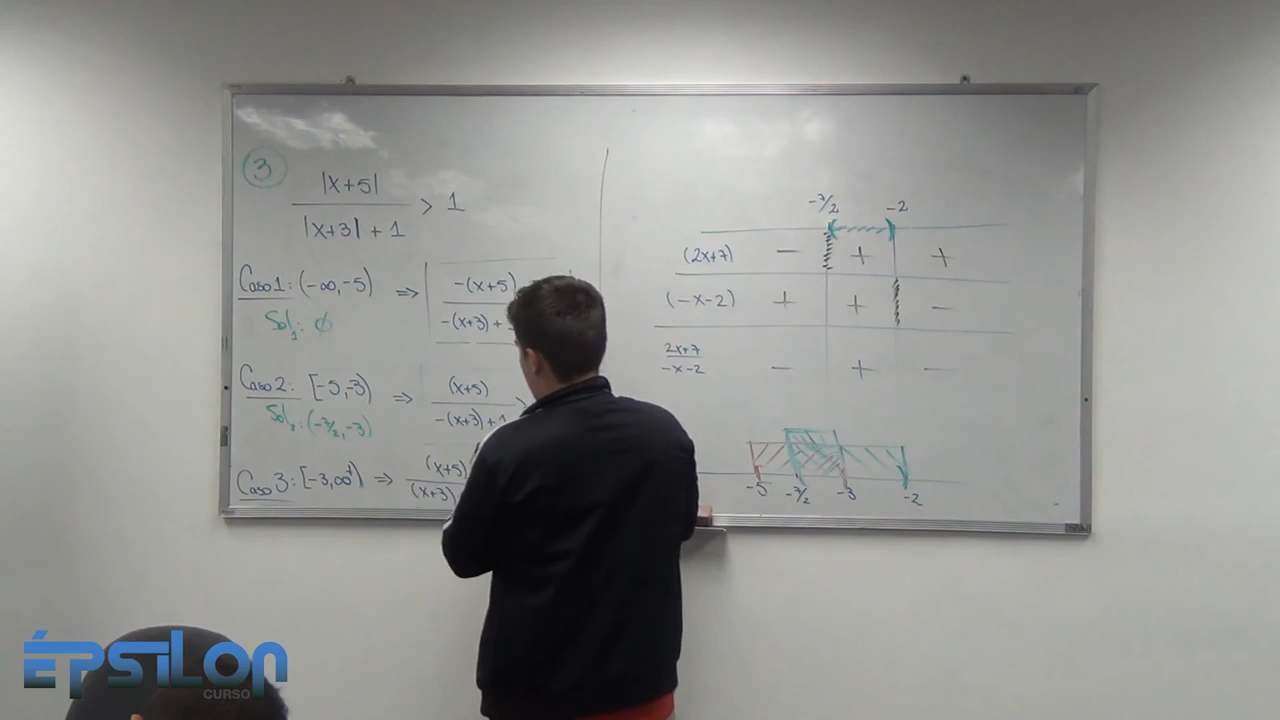 3
|x+5|
|x+3| + 1
> 1
Caso 1: (-∞, -5) ⇒
-(x+5)
-(x+3) +
Sol₁: ∅
Caso 2: [-5, -3) ⇒
(x+5)
-(x+3)+1
>
Sol₂: (-7/2, -3)
Caso 3: [-3, ∞⁺) ⇒
(x+5)
(x+3)
-7/2 -2
(2x+7) - + +
(-x-2) + + -
2x+7
-x-2
- + -
-5 -7/2 -3 -2
ÉPSILON
CURSO